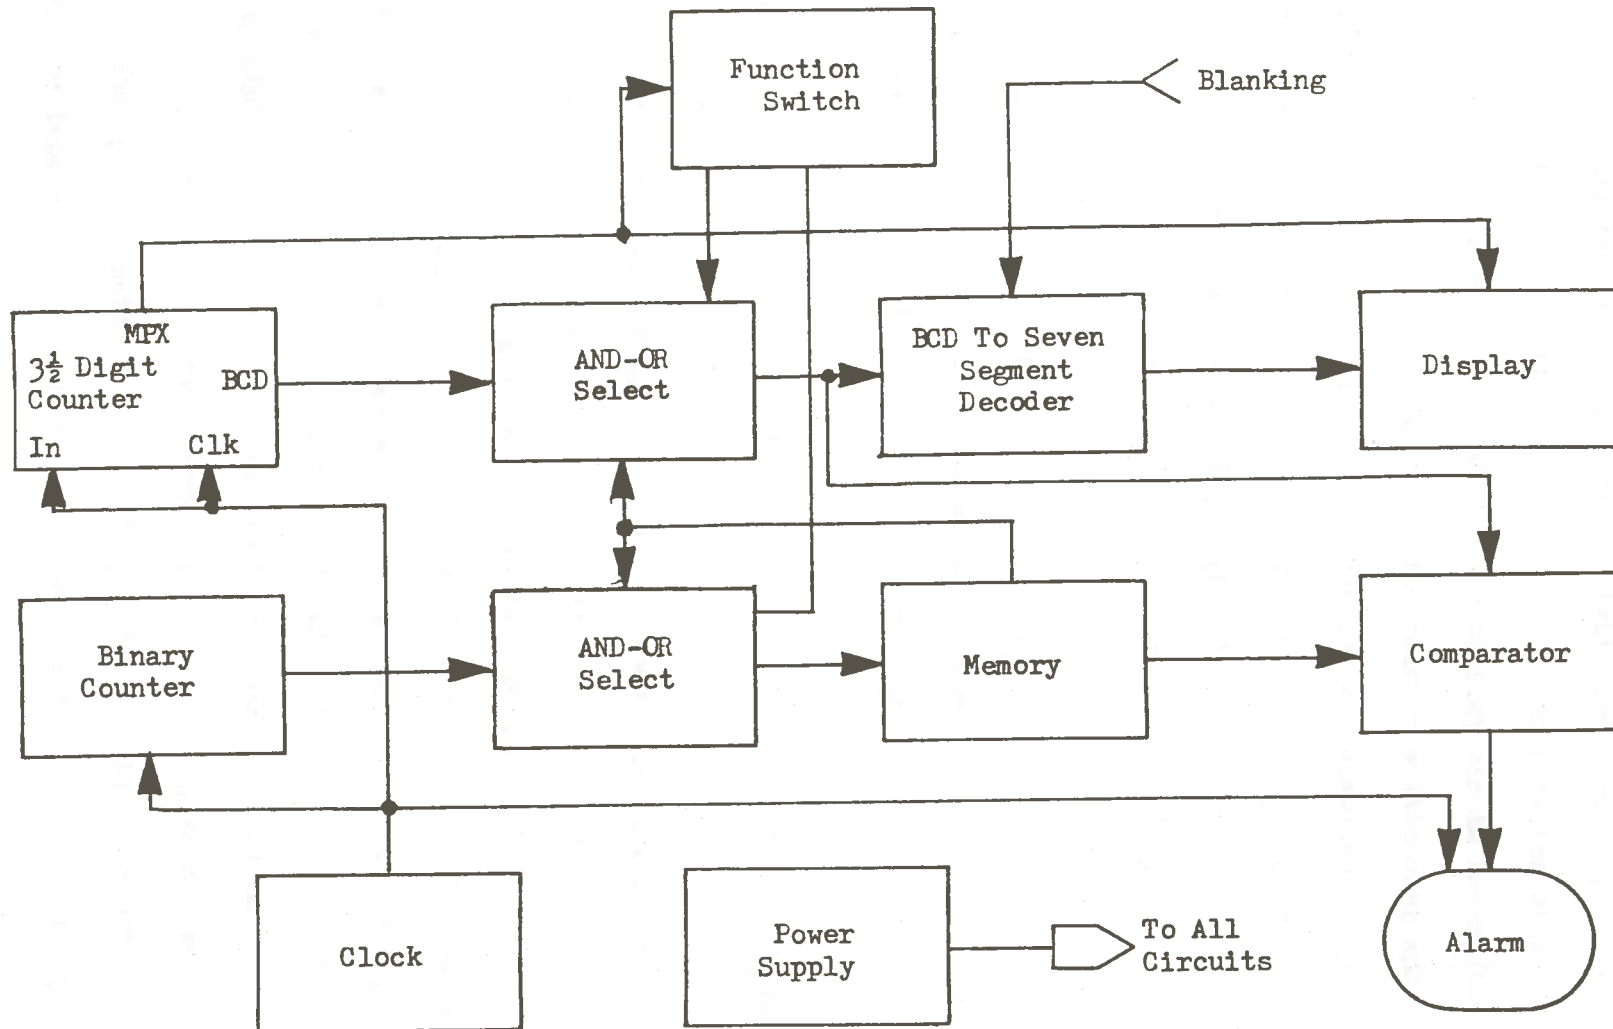 Function
Switch
Blanking
MPX
3½ Digit
Counter
BCD
In
Clk
AND-OR
Select
BCD To Seven
Segment
Decoder
Display
Binary
Counter
AND-OR
Select
Memory
Comparator
Clock
Power
Supply
To All
Circuits
Alarm